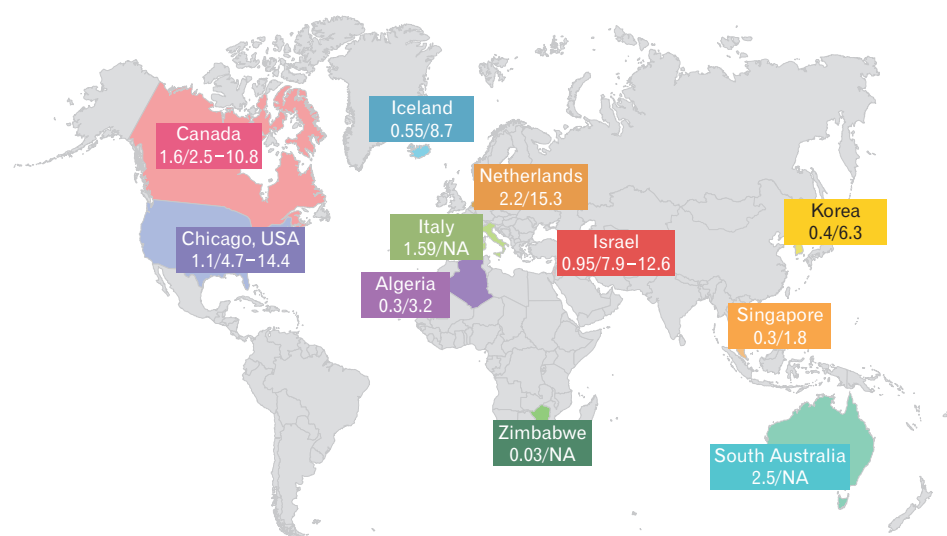 Iceland
0.55/8.7
Canada
1.6/2.5–10.8
Netherlands
2.2/15.3
Korea
0.4/6.3
Italy
1.59/NA
Chicago, USA
1.1/4.7–14.4
Israel
0.95/7.9–12.6
Algeria
0.3/3.2
Singapore
0.3/1.8
Zimbabwe
0.03/NA
South Australia
2.5/NA